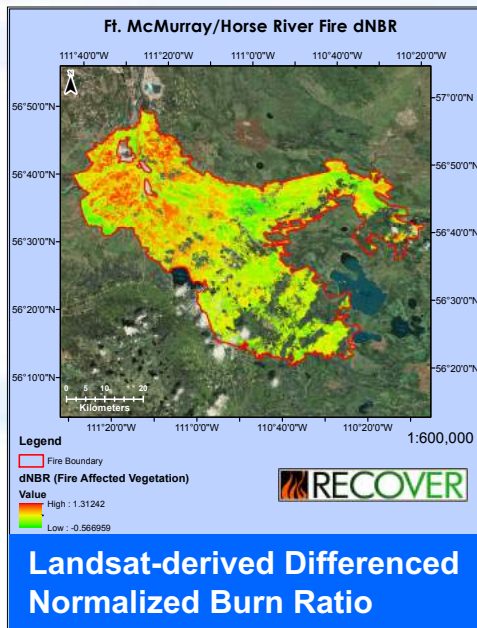 Ft. McMurray/Horse River Fire dNBR
111°40'0"W 111°20'0"W 111°0'0"W 110°40'0"W 110°20'0"W
N
56°50'0"N
56°40'0"N
56°30'0"N
56°20'0"N
56°10'0"N
57°0'0"N
56°50'0"N
56°40'0"N
56°30'0"N
56°20'0"N
0 5 10 20
Kilometers
111°20'0"W 111°0'0"W 110°40'0"W 110°20'0"W
1:600,000
Legend
Fire Boundary
dNBR (Fire Affected Vegetation)
Value
High : 1.31242
Low : -0.566959
RECOVER
Landsat-derived Differenced
Normalized Burn Ratio